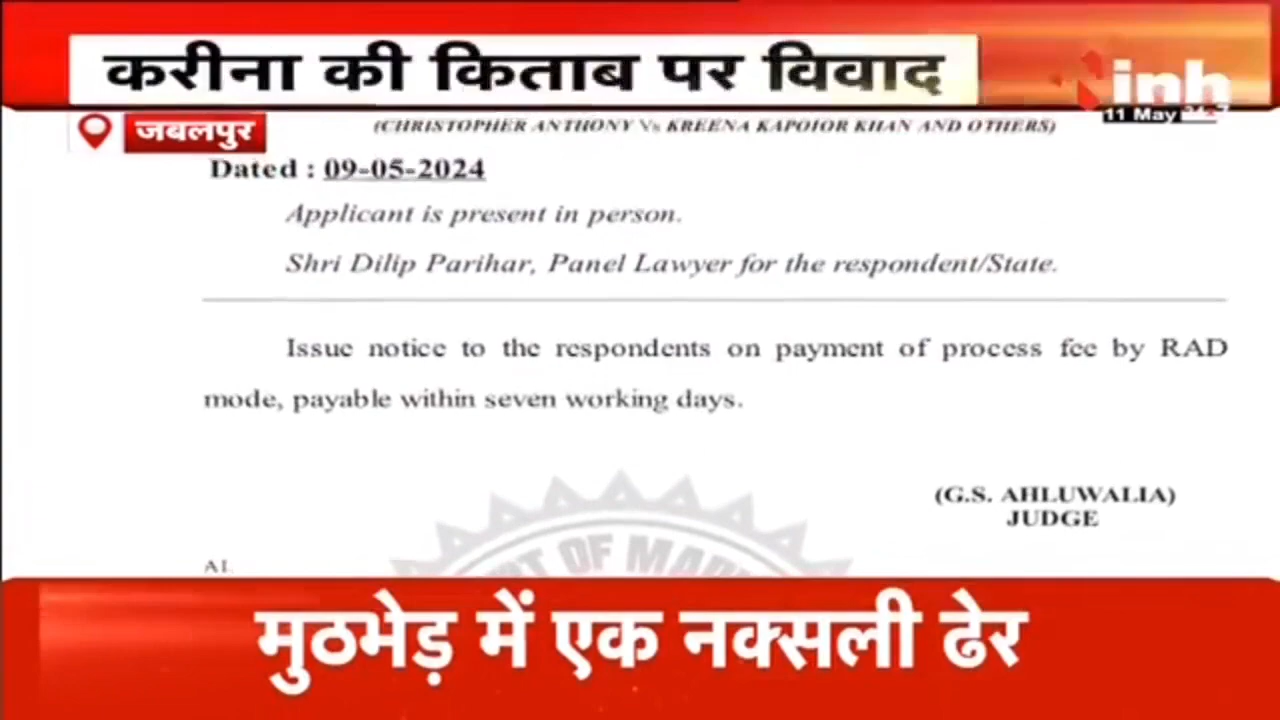 करीना की किताब पर विवाद
inh 24x7
11 May
जबलपुर
(CHRISTOPHER ANTHONY Vs KREENA KAPOIOR KHAN AND OTHERS)
Dated : 09-05-2024
Applicant is present in person.
Shri Dilip Parihar, Panel Lawyer for the respondent/State.
Issue notice to the respondents on payment of process fee by RAD
mode, payable within seven working days.
(G.S. AHLUWALIA)
JUDGE
OF
मुठभेड़ में एक नक्सली ढेर